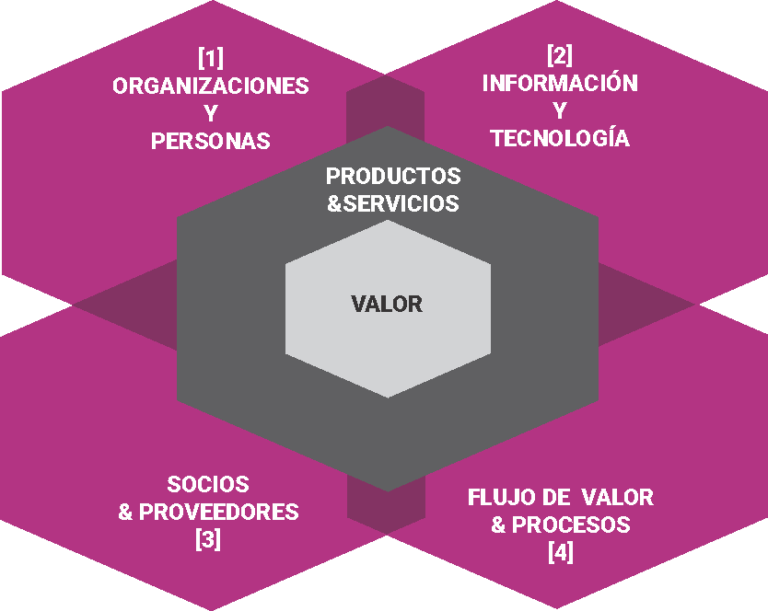 [1]
ORGANIZACIONES
Y
PERSONAS
[2]
INFORMACIÓN
Y
TECNOLOGÍA
PRODUCTOS
&SERVICIOS
VALOR
SOCIOS
& PROVEEDORES
[3]
FLUJO DE VALOR
& PROCESOS
[4]